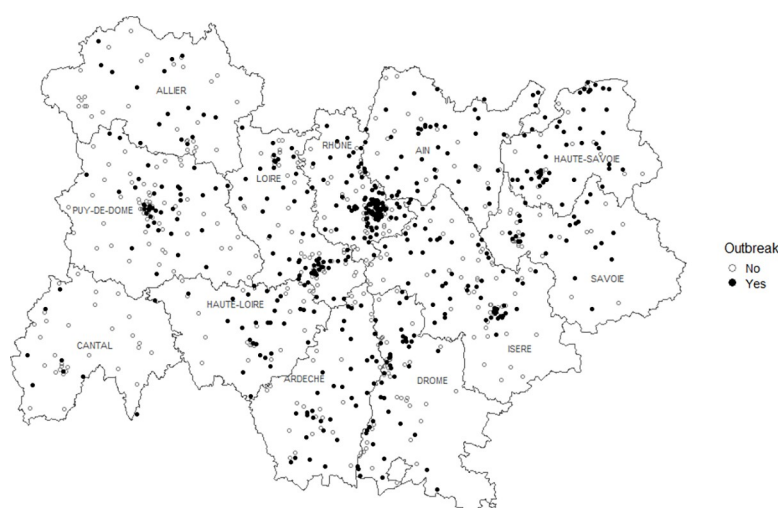 ALLIER
RHONE
AIN
LOIRE
HAUTE-SAVOIE
PUY-DE-DOME
Outbreak
No
Yes
SAVOIE
HAUTE-LOIRE
CANTAL
ISERE
ARDECHE
DROME